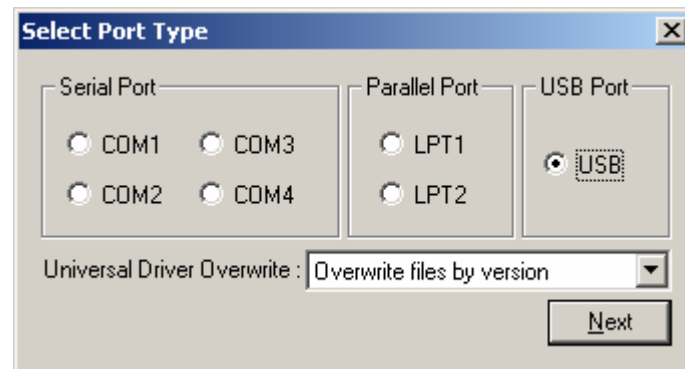 Select Port Type
Serial Port Parallel Port USB Port
COM1 COM3 LPT1
USB
COM2 COM4 LPT2
Universal Driver Overwrite : Overwrite files by version
Next